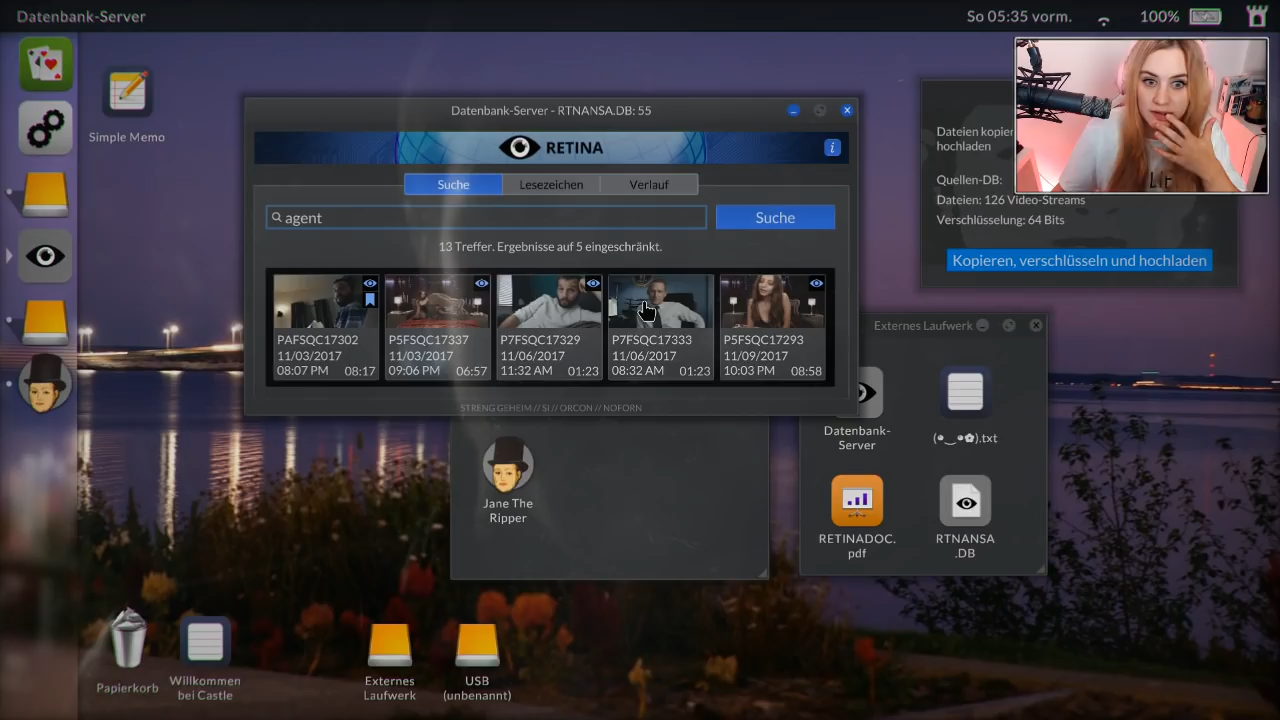 Datenbank-Server
So 05:35 vorm.
100%
Simple Memo
Datenbank-Server - RTNANSA.DB: 55
RETINA
i
Suche
Lesezeichen
Verlauf
agent
Suche
13 Treffer. Ergebnisse auf 5 eingeschränkt.
PAFSQC17302
11/03/2017
08:07 PM
08:17
P5FSQC17337
11/03/2017
09:06 PM
06:57
P7FSQC17329
11/06/2017
11:32 AM
01:23
P7FSQC17333
11/06/2017
08:32 AM
01:23
P5FSQC17293
11/09/2017
10:03 PM
08:58
STRENG GEHEIM // SI // ORCON // NOFORN
hochladen
Quellen-DB:
Dateien: 126 Video-Streams
Verschlüsselung: 64 Bits
Kopieren, verschlüsseln und hochladen
Externes Laufwerk
Datenbank-
Server
(◕‿◕✿).txt
RETINADOC.
pdf
RTNANSA
.DB
Jane The
Ripper
Papierkorb
Willkommen
bei Castle
Externes
Laufwerk
USB
(unbenannt)